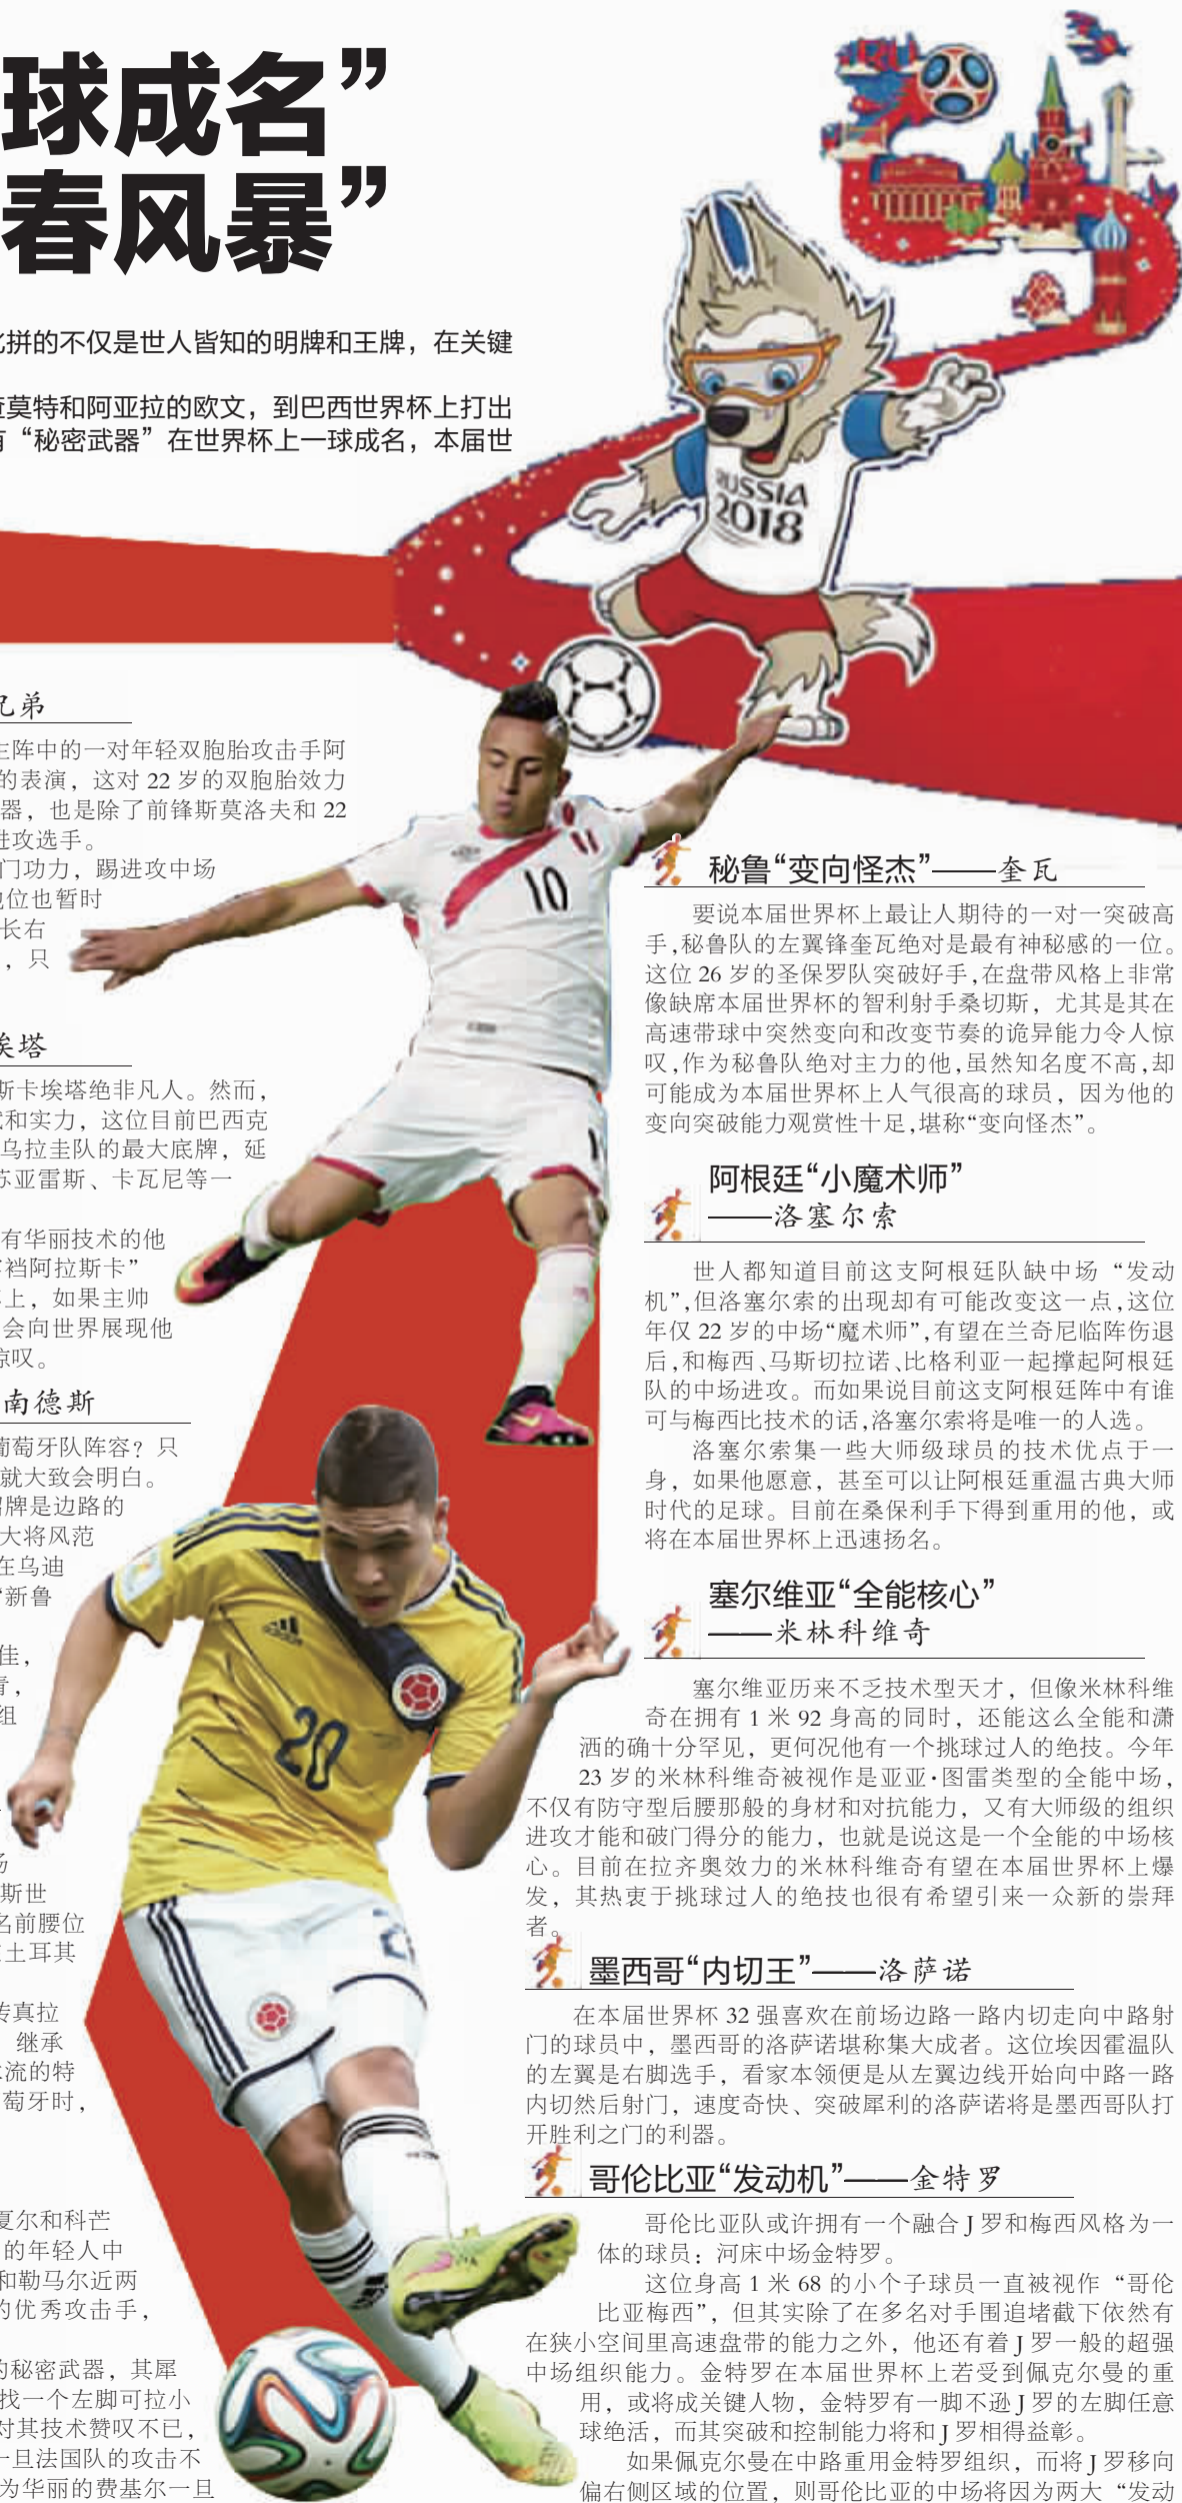 球成名”
春风暴”
拼的不仅是世人皆知的明牌和王牌，在关键
莫特和阿亚拉的欧文，到巴西世界杯上打出
“秘密武器”在世界杯上一球成名，本届世
RUSSIA
2018
兄弟
主阵中的一对年轻双胞胎攻击手阿
的表演，这对 22 岁的双胞胎效力
器，也是除了前锋斯莫洛夫和 22
进攻选手。
门功力，踢进攻中场
位也暂时
长右
，只
埃塔
斯卡埃塔绝非凡人。然而，
和实力，这位目前巴西克
乌拉圭队的最大底牌，延
苏亚雷斯、卡瓦尼等一
有华丽技术的他
裆阿拉斯卡”
上，如果主帅
会向世界展现他
惊叹。
南德斯
葡萄牙队阵容？只
就大致会明白。
招牌是边路的
大将风范
在乌迪
“新鲁
佳，
青，
组
场
斯世
名前腰位
土耳其
传真拉
继承
流的特
萄牙时，
夏尔和科芒
的年轻人中
和勒马尔近两
的优秀攻击手，
的秘密武器，其犀
找一个左脚可拉小
对其技术赞叹不已，
一旦法国队的攻击不
为华丽的费基尔一旦
10
20
秘鲁“变向怪杰”——奎瓦
要说本届世界杯上最让人期待的一对一突破高
手，秘鲁队的左翼锋奎瓦绝对是最有神秘感的一位。
这位 26 岁的圣保罗队突破好手，在盘带风格上非常
像缺席本届世界杯的智利射手桑切斯，尤其是其在
高速带球中突然变向和改变节奏的诡异能力令人惊
叹，作为秘鲁队绝对主力的他，虽然知名度不高，却
可能成为本届世界杯上人气很高的球员，因为他的
变向突破能力观赏性十足，堪称“变向怪杰”。
阿根廷“小魔术师”
——洛塞尔索
世人都知道目前这支阿根廷队缺中场“发动
机”，但洛塞尔索的出现却有可能改变这一点，这位
年仅 22 岁的中场“魔术师”，有望在兰奇尼临阵伤退
后，和梅西、马斯切拉诺、比格利亚一起撑起阿根廷
队的中场进攻。而如果说目前这支阿根廷阵中有谁
可与梅西比技术的话，洛塞尔索将是唯一的人选。
洛塞尔索集一些大师级球员的技术优点于一
身，如果他愿意，甚至可以让阿根廷重温古典大师
时代的足球。目前在桑保利手下得到重用的他，或
将在本届世界杯上迅速扬名。
塞尔维亚“全能核心”
——米林科维奇
塞尔维亚历来不乏技术型天才，但像米林科维
奇在拥有 1 米 92 身高的同时，还能这么全能和潇
洒的确十分罕见，更何况他有一个挑球过人的绝技。今年
23 岁的米林科维奇被视作是亚亚·图雷类型的全能中场，
不仅有防守型后腰那般的身材和对抗能力，又有大师级的组织
进攻才能和破门得分的能力，也就是说这是一个全能的中场核
心。目前在拉齐奥效力的米林科维奇有望在本届世界杯上爆
发，其热衷于挑球过人的绝技也很有希望引来一众新的崇拜
者。
墨西哥“内切王”——洛萨诺
在本届世界杯 32 强喜欢在前场边路一路内切走向中路射
门的球员中，墨西哥的洛萨诺堪称集大成者。这位埃因霍温队
的左翼是右脚选手，看家本领便是从左翼边线开始向中路一路
内切然后射门，速度奇快、突破犀利的洛萨诺将是墨西哥队打
开胜利之门的利器。
哥伦比亚“发动机”——金特罗
哥伦比亚队或许拥有一个融合 J 罗和梅西风格为一
体的球员：河床中场金特罗。
这位身高 1 米 68 的小个子球员一直被视作“哥伦
比亚梅西”，但其实除了在多名对手围追堵截下依然有
在狭小空间里高速盘带的能力之外，他还有着 J 罗一般的超强
中场组织能力。金特罗在本届世界杯上若受到佩克尔曼的重
用，或将成关键人物，金特罗有一脚不逊 J 罗的左脚任意
球绝活，而其突破和控制能力将和 J 罗相得益彰。
如果佩克尔曼在中路重用金特罗组织，而将 J 罗移向
偏右侧区域的位置，则哥伦比亚的中场将因为两大“发动